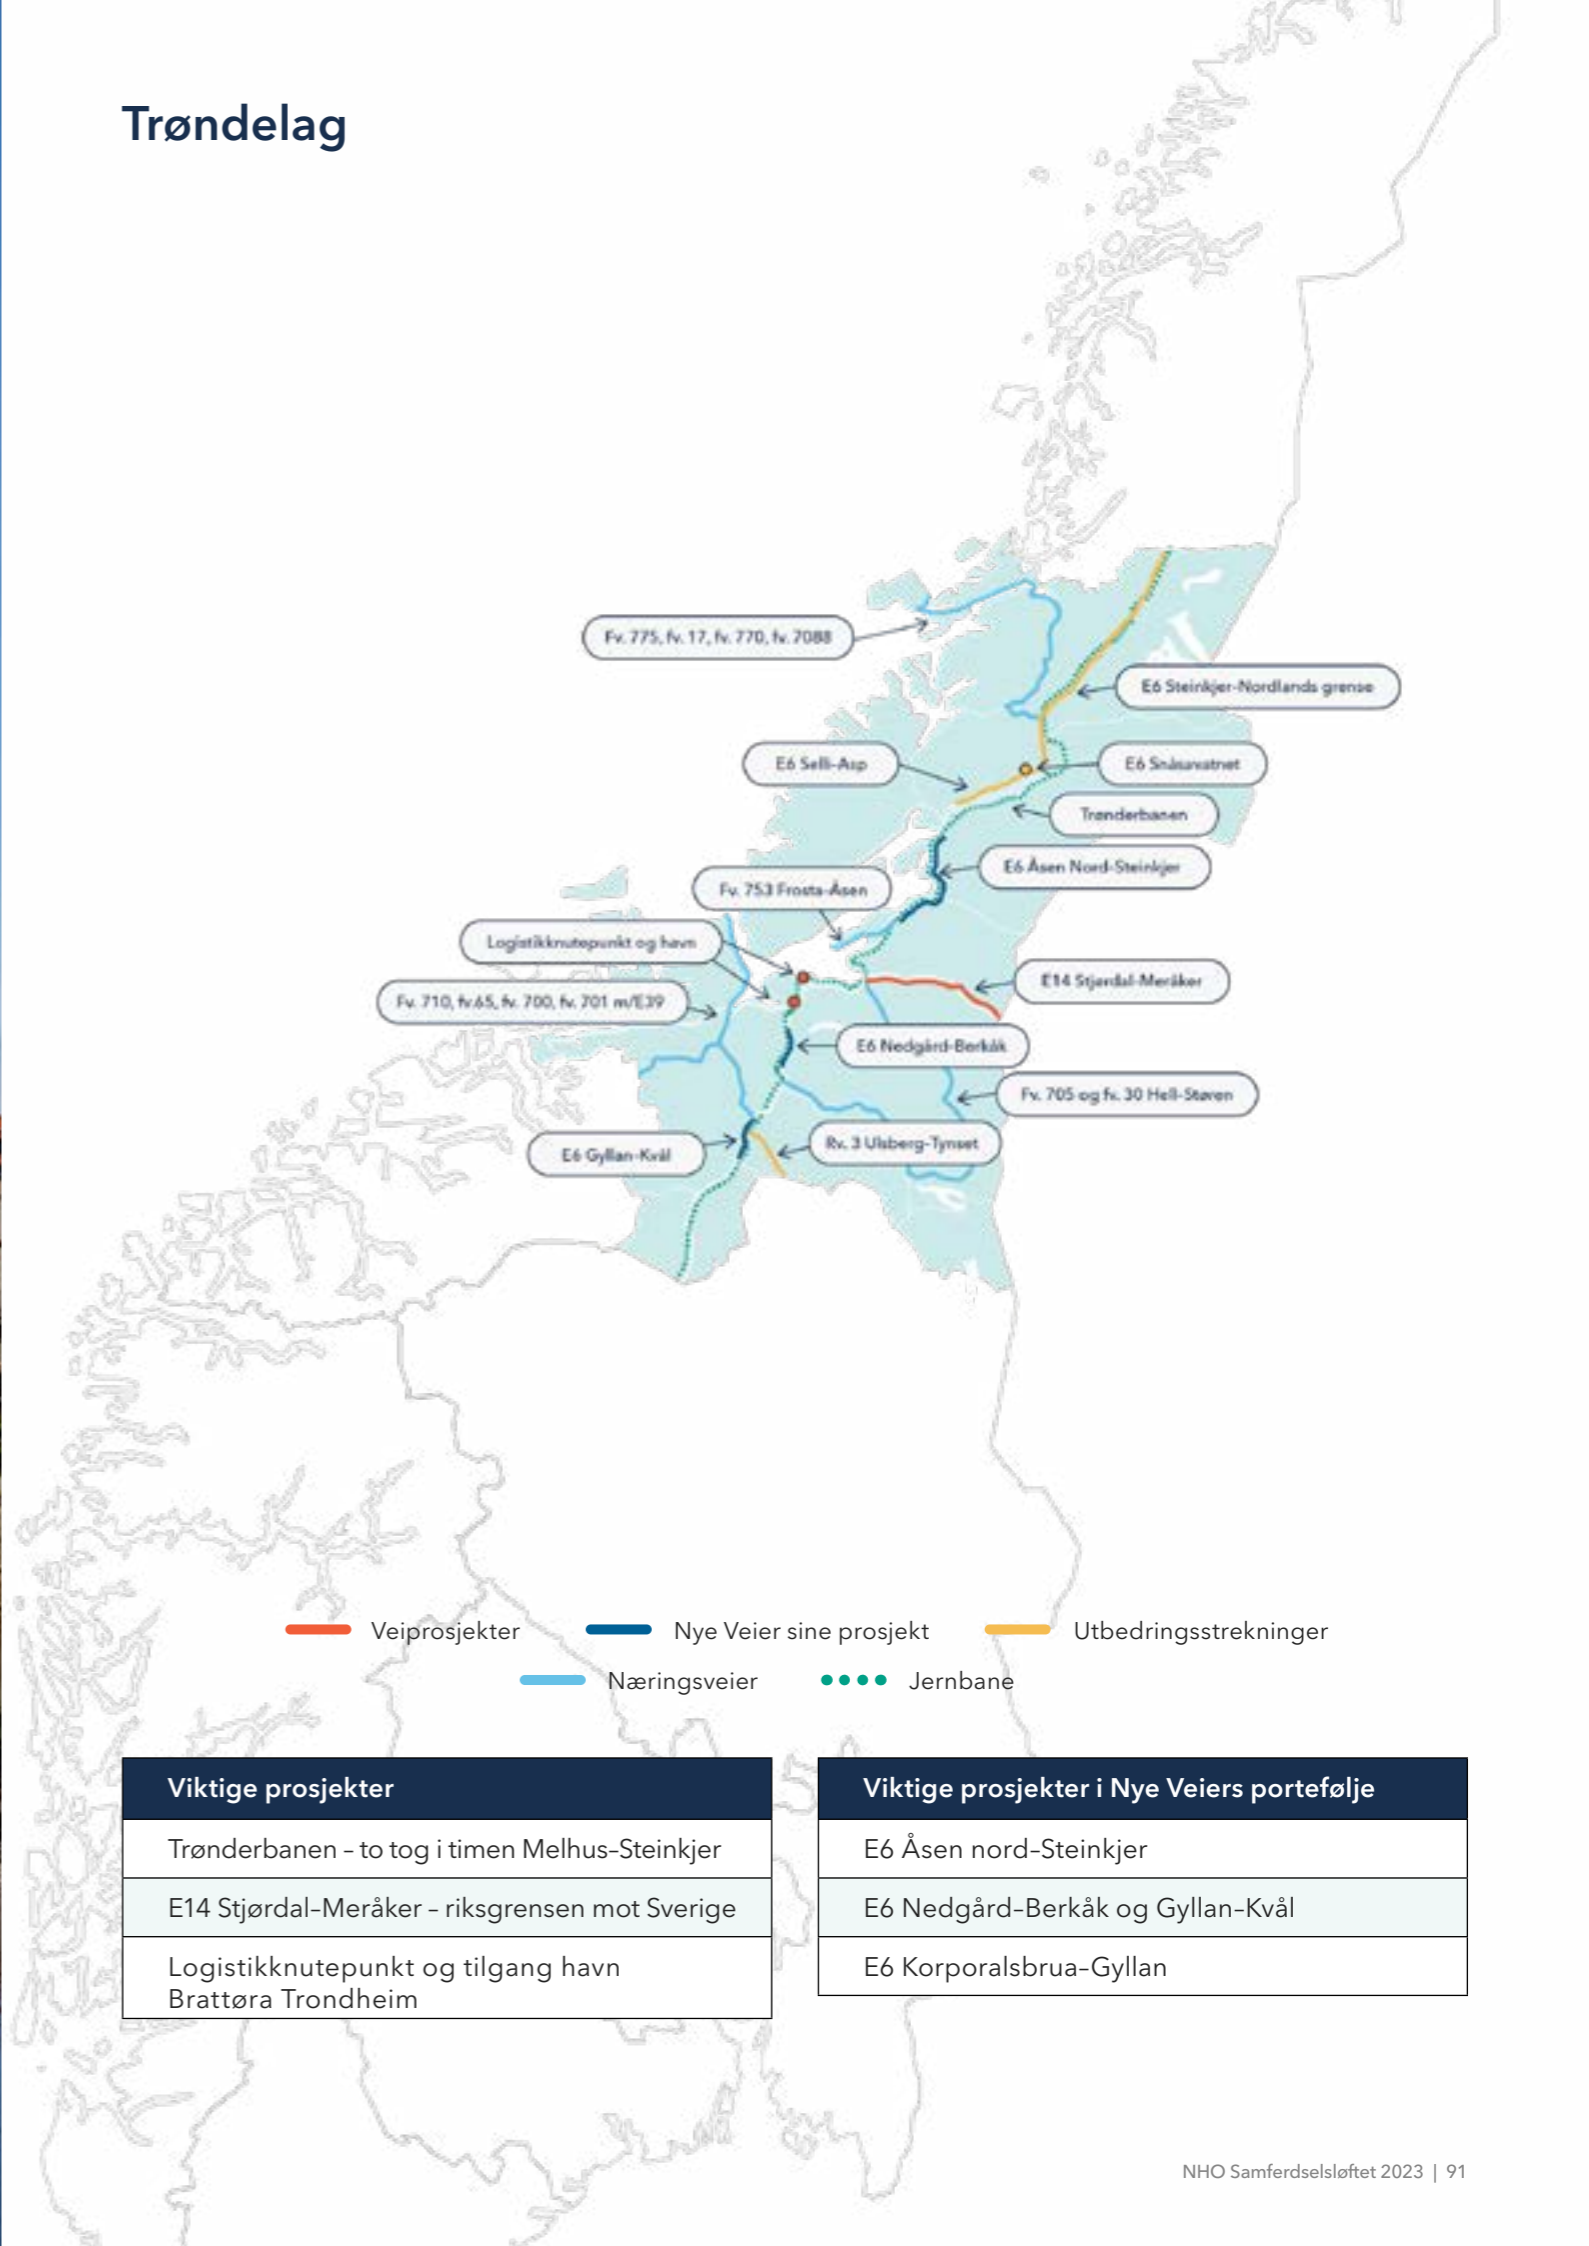 Trøndelag
Fv. 775, fv. 17, fv. 770, fv. 7088
E6 Steinkjer-Nordlands grense
E6 Selli-Asp
E6 Snåsavatnet
Trønderbanen
E6 Åsen Nord-Steinkjer
Fv. 753 Frosta-Åsen
Logistikknutepunkt og havn
E14 Stjørdal-Meråker
Fv. 710, fv.65, fv. 700, fv. 701 m/E39
E6 Nedgård-Berkåk
Fv. 705 og fv. 30 Hell-Støren
Rv. 3 Ulsberg-Tynset
E6 Gyllan-Kvål
Veiprosjekter
Nye Veier sine prosjekt
Utbedringsstrekninger
Næringsveier
Jernbane
Viktige prosjekter
Trønderbanen – to tog i timen Melhus–Steinkjer
E14 Stjørdal–Meråker – riksgrensen mot Sverige
Logistikknutepunkt og tilgang havn
Brattøra Trondheim
Viktige prosjekter i Nye Veiers portefølje
E6 Åsen nord–Steinkjer
E6 Nedgård–Berkåk og Gyllan–Kvål
E6 Korporalsbrua–Gyllan
NHO Samferdselsløftet 2023 | 91